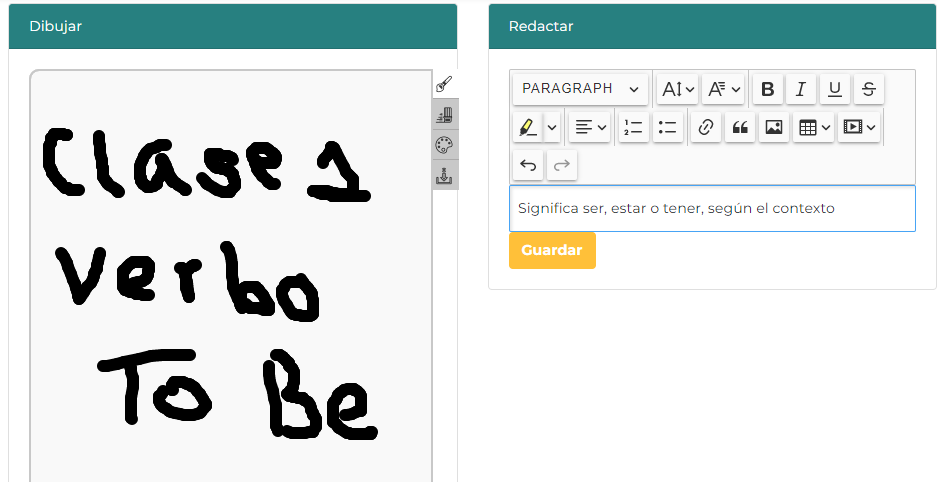 Dibujar
Clase 1
Verbo
To Be
Redactar
PARAGRAPH
Significa ser, estar o tener, según el contexto
Guardar